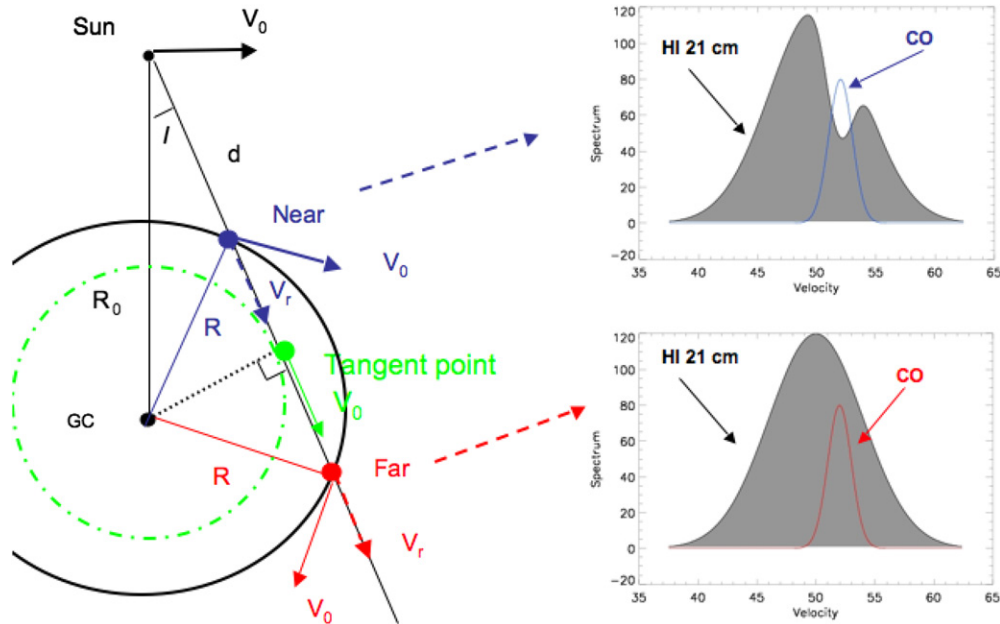 Sun
V0
l
d
Near
V0
Vr
R0
R
Tangent point
V0
GC
R
Far
Vr
V0
120
100
80
60
40
20
0
−20
Spectrum
HI 21 cm
CO
35 40 45 50 55 60 65
Velocity
120
100
80
60
40
20
0
−20
Spectrum
HI 21 cm
CO
35 40 45 50 55 60 65
Velocity